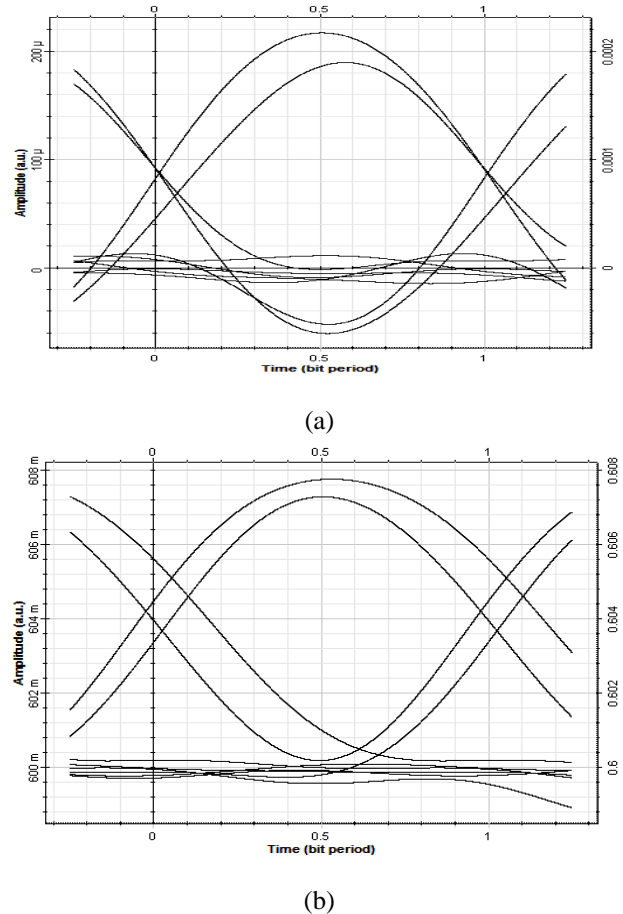 0 0.5 1
200 µ
100 µ
0
Amplitude (a.u.)
0.0002
0.0001
0
0 0.5 1
Time (bit period)
(a)
0 0.5 1
608 m
606 m
604 m
602 m
600 m
Amplitude (a.u.)
0.608
0.606
0.604
0.602
0.6
0 0.5 1
Time (bit period)
(b)